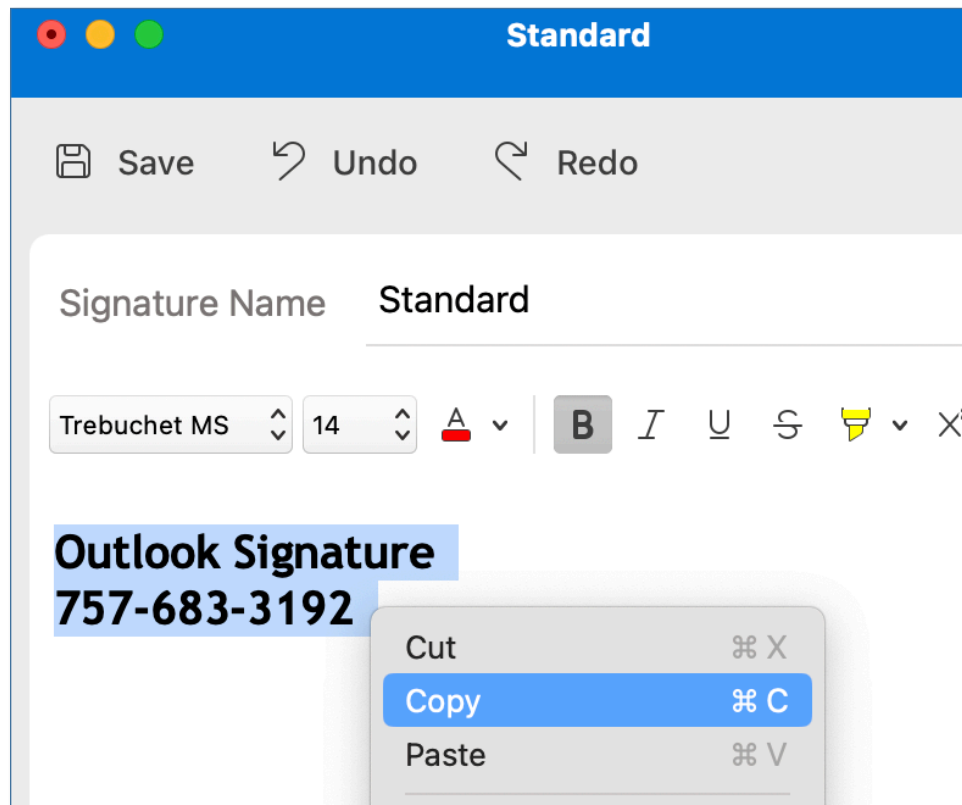 Standard
Save Undo Redo
Signature Name Standard
Trebuchet MS 14 A B I U S X
Outlook Signature
757-683-3192
Cut ⌘ X
Copy ⌘ C
Paste ⌘ V